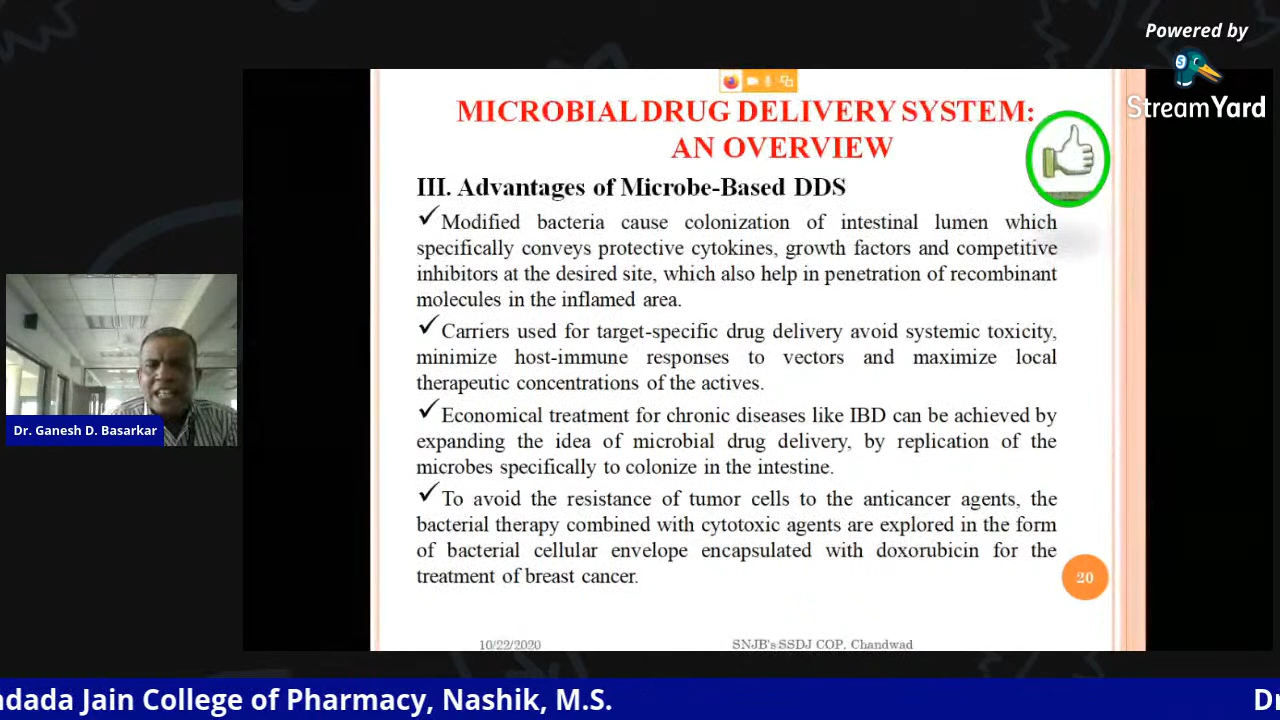 Powered by
S
StreamYard
MICROBIAL DRUG DELIVERY SYSTEM:
AN OVERVIEW
III. Advantages of Microbe-Based DDS
✓Modified bacteria cause colonization of intestinal lumen which
specifically conveys protective cytokines, growth factors and competitive
inhibitors at the desired site, which also help in penetration of recombinant
molecules in the inflamed area.
✓Carriers used for target-specific drug delivery avoid systemic toxicity,
minimize host-immune responses to vectors and maximize local
therapeutic concentrations of the actives.
✓Economical treatment for chronic diseases like IBD can be achieved by
expanding the idea of microbial drug delivery, by replication of the
microbes specifically to colonize in the intestine.
✓To avoid the resistance of tumor cells to the anticancer agents, the
bacterial therapy combined with cytotoxic agents are explored in the form
of bacterial cellular envelope encapsulated with doxorubicin for the
treatment of breast cancer.
20
10/22/2020 SNJB's SSDJ COP, Chandwad
Dr. Ganesh D. Basarkar
adada Jain College of Pharmacy, Nashik, M.S. Dr